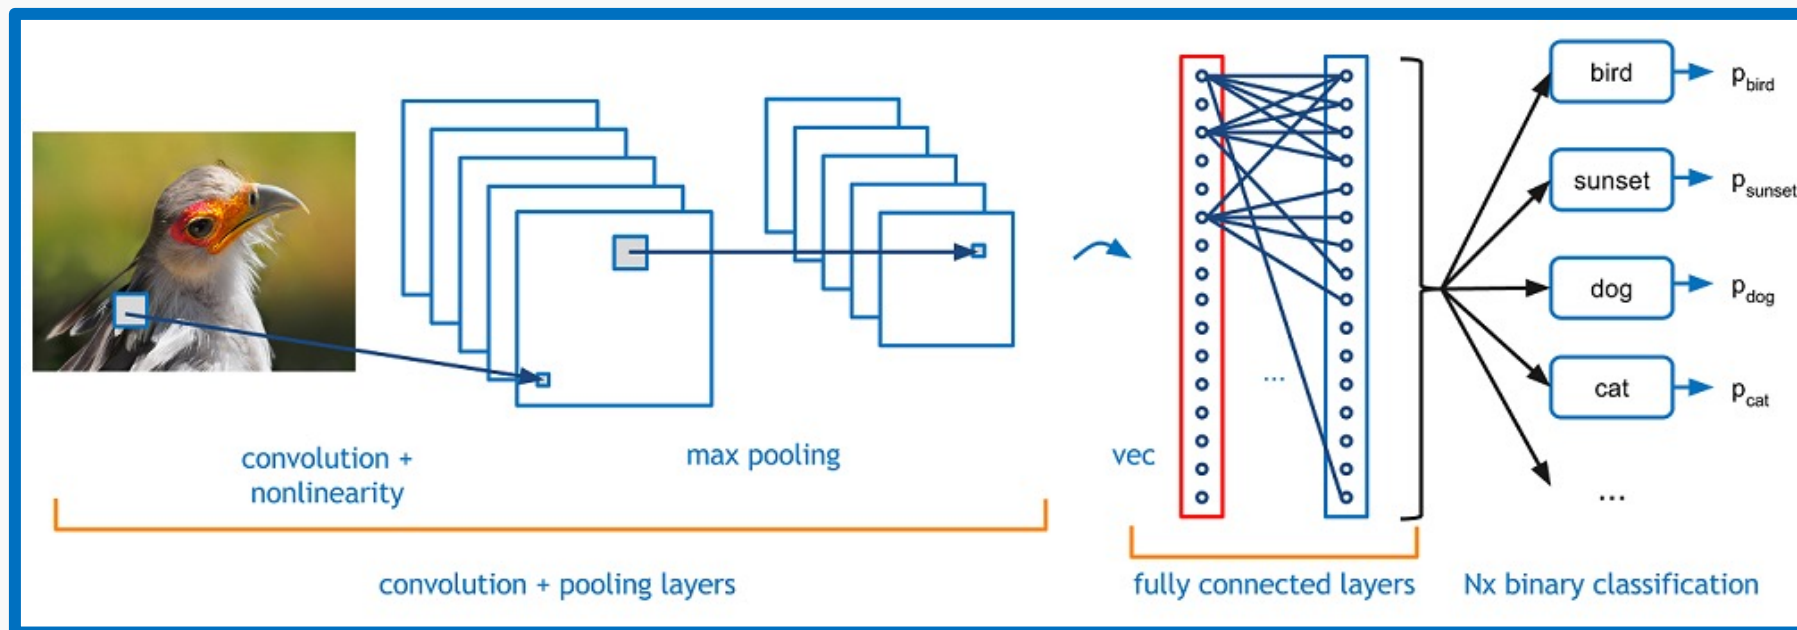 convolution +
nonlinearity
max pooling
vec
convolution + pooling layers
fully connected layers
Nx binary classification
bird
p_bird
sunset
p_sunset
dog
p_dog
cat
p_cat
...
...